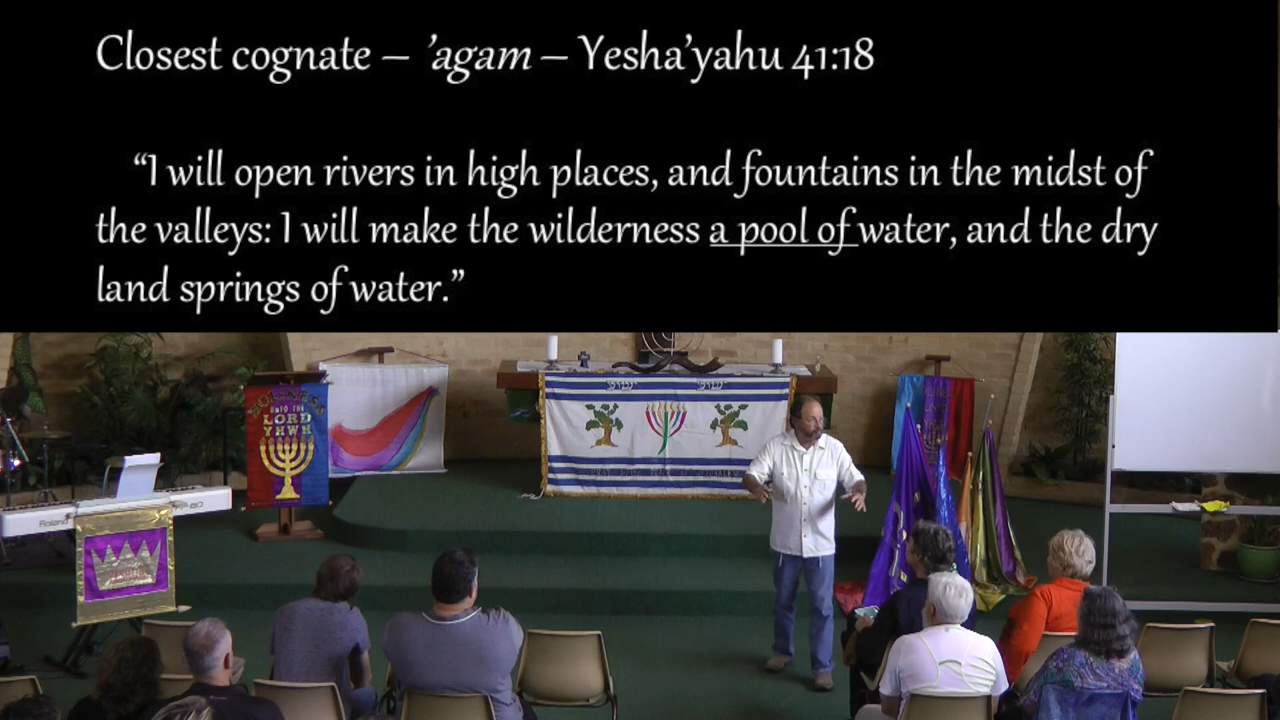 Closest cognate – ’agam – Yesha’yahu 41:18
“I will open rivers in high places, and fountains in the midst of
the valleys: I will make the wilderness a pool of water, and the dry
land springs of water.”
UNTO THE
LORD
YHWH
Roland